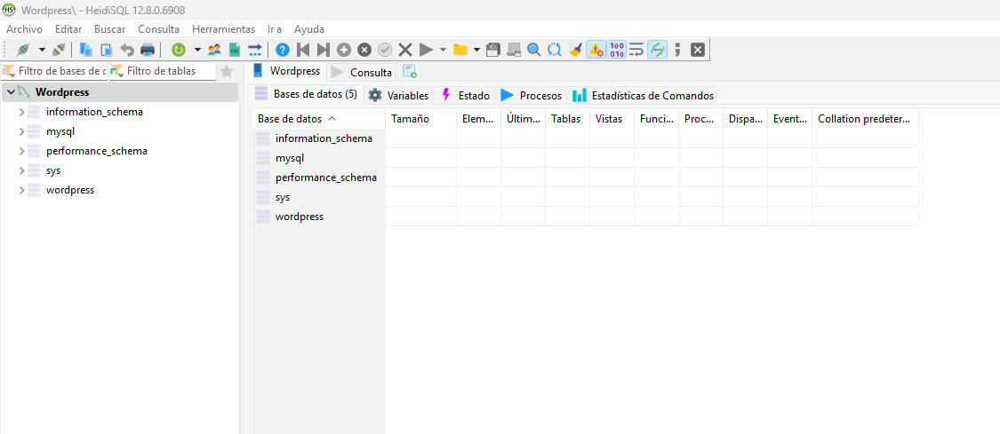 Wordpress\ - HeidiSQL 12.8.0.6908
Archivo Editar Buscar Consulta Herramientas Ir a Ayuda
Filtro de bases de c Filtro de tablas
Wordpress
information_schema
mysql
performance_schema
sys
wordpress
Wordpress Consulta
Bases de datos (5) Variables Estado Procesos Estadísticas de Comandos
Base de datos Tamaño Elem... Últim... Tablas Vistas Funci... Proc... Dispa... Event... Collation predeter...
information_schema
mysql
performance_schema
sys
wordpress